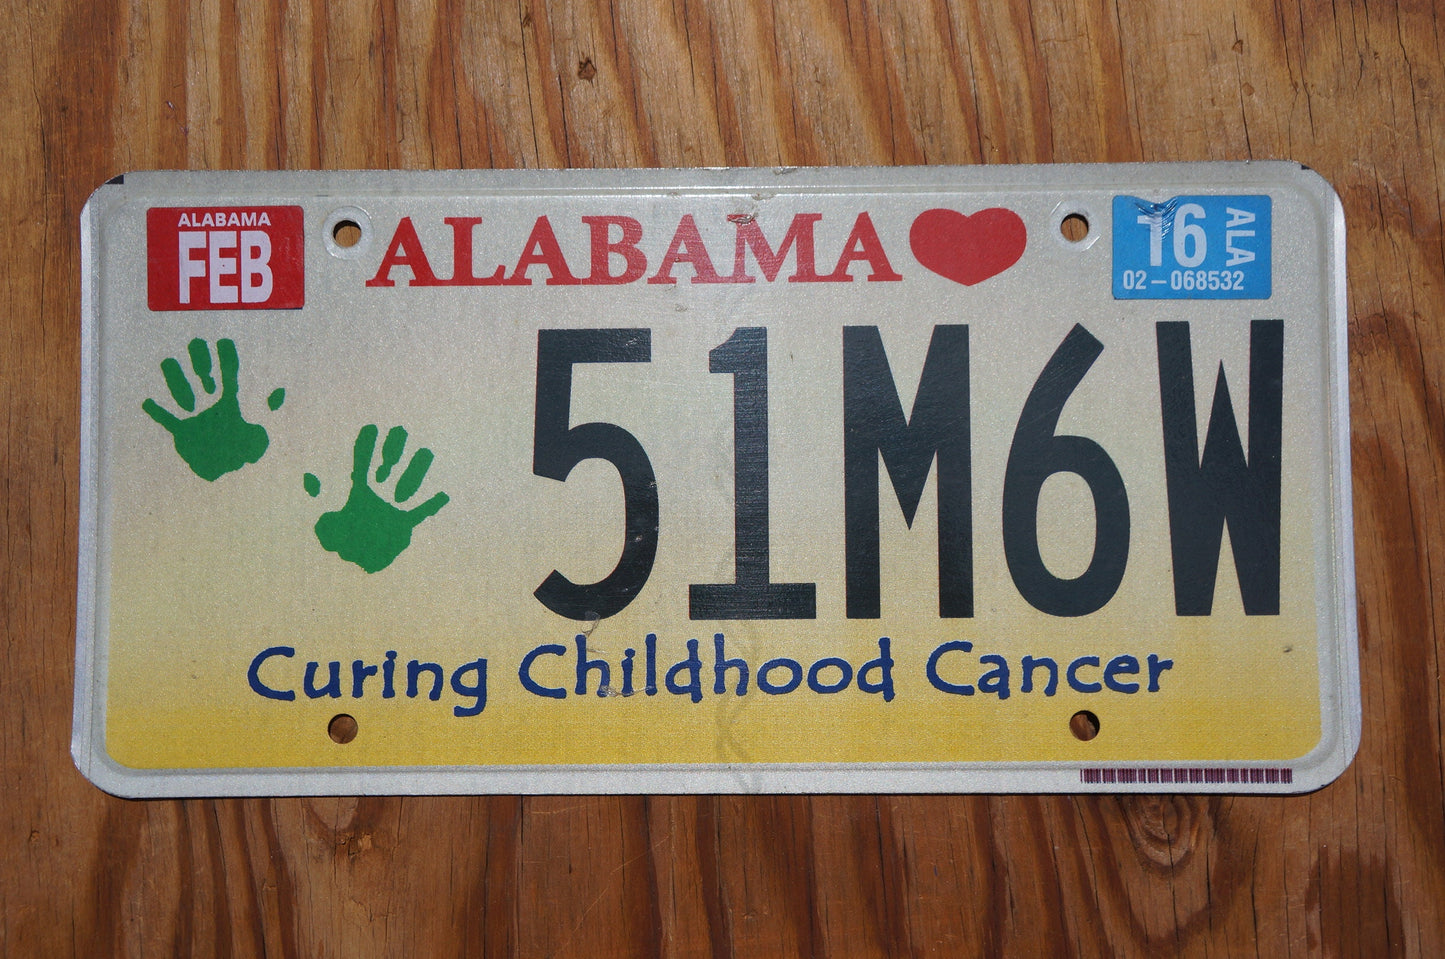 ALABAMA
FEB
ALABAMA
16
ALA
02-068532
51M6W
Curing Childhood Cancer